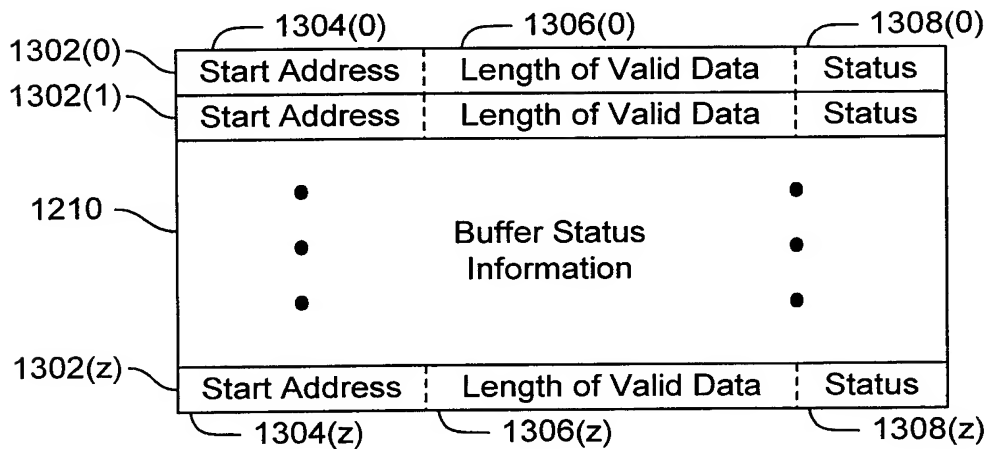 1304(0) 1306(0) 1308(0)
1302(0) Start Address Length of Valid Data Status
1302(1) Start Address Length of Valid Data Status
1210 Buffer Status
Information
1302(z) Start Address Length of Valid Data Status
1304(z) 1306(z) 1308(z)